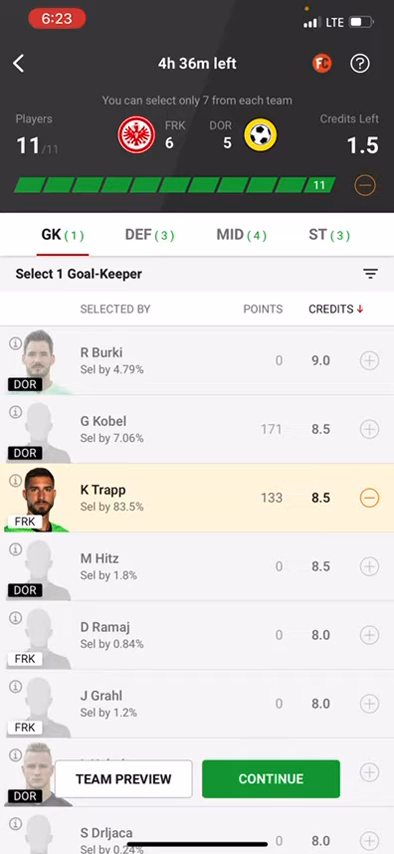 6:23
LTE
4h 36m left
FC
?
You can select only 7 from each team
Players
FRK
DOR
Credits Left
11/11
6
5
1.5
11
GK (1)
DEF (3)
MID (4)
ST (3)
Select 1 Goal-Keeper
SELECTED BY
POINTS
CREDITS ↓
R Burki
Sel by 4.79%
0
9.0
DOR
G Kobel
Sel by 7.06%
171
8.5
DOR
K Trapp
Sel by 83.5%
133
8.5
FRK
M Hitz
Sel by 1.8%
0
8.5
DOR
D Ramaj
Sel by 0.84%
0
8.0
FRK
J Grahl
Sel by 1.2%
0
8.0
FRK
TEAM PREVIEW
CONTINUE
DOR
S Drljaca
Sel by 0.24%
0
8.0